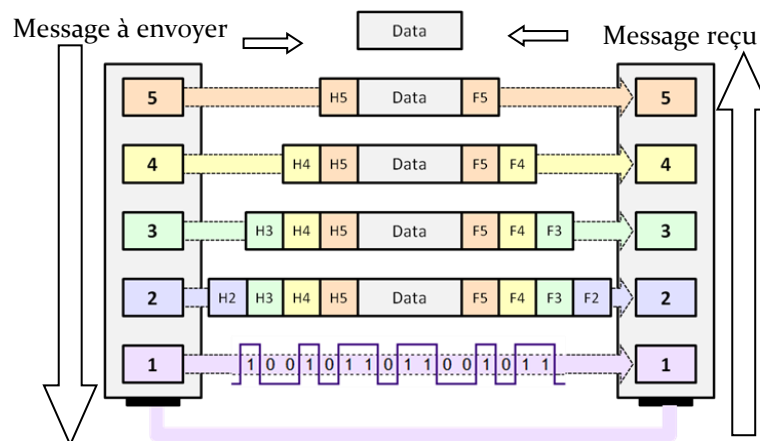 Message à envoyer
Data
Message reçu
5 H5 Data F5 5
4 H4 H5 Data F5 F4 4
3 H3 H4 H5 Data F5 F4 F3 3
2 H2 H3 H4 H5 Data F5 F4 F3 F2 2
1 1 0 0 1 0 1 1 0 1 1 0 0 1 0 1 1 1